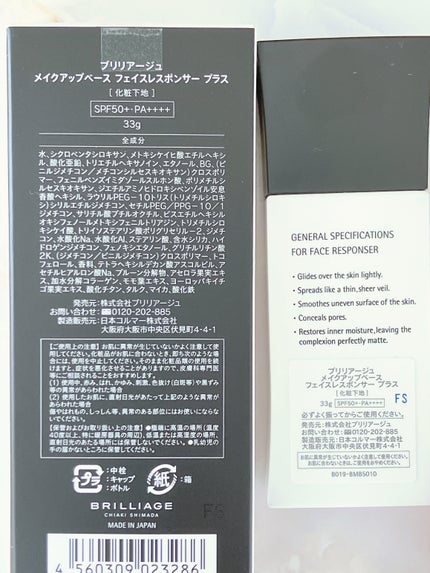 ブリリアージュ
メイクアップベース フェイスレスポンサー プラス
[ 化粧下地 ]
SPF50+・PA++++
33g
全成分
水、シクロペンタシロキサン、メトキシケイヒ酸エチルヘキシ
ル、酸化亜鉛、トリエチルヘキサノイン、エタノール、BG、(ビ
ニルジメチコン/メチコンシルセスキオキサン)クロスポリ
マー、フェニルベンズイミダゾールスルホン酸、ポリメチルシ
ルセスキオキサン、ジエチルアミノヒドロキシベンゾイル安息
香酸ヘキシル、ラウリルPEG-10トリス(トリメチルシロキ
シ)シリルエチルジメチコン、セチルPEG/PPG-10/1
ジメチコン、サリチル酸ブチルオクチル、ビスエチルヘキシル
オキシフェノールメトキシフェニルトリアジン、トリメチルシロ
キシケイ酸、トリイソステアリン酸ポリグリセリル-2、ジメチ
コン、水酸化Na、水酸化Al、ステアリン酸、含水シリカ、ハイ
ドロゲンジメチコン、フェノキシエタノール、グリチルリチン酸
2K、(ジメチコン/ビニルジメチコン)クロスポリマー、トコ
フェロール、香料、テトラヘキシルデカン酸アスコルビル、ア
セチルヒアルロン酸Na、プルーン分解物、アセロラ果実エキ
ス、加水分解コラーゲン、モモ葉エキス、ヨーロッパキイチ
ゴ果実エキス、酸化チタン、タルク、マイカ、酸化鉄
発売元：株式会社ブリリアージュ
お問い合わせ：0120-202-885
製造販売元：日本コルマー株式会社
大阪府大阪市中央区伏見町4-4-1
【ご使用上の注意】お肌に異常が生じていないかよく注意して
使用してください。化粧品がお肌に合わないとき、即ち次のような場合
には、使用を中止してください。そのまま化粧品類の使用を続
けますと、症状を悪化させることがありますので、皮膚科専門医
等にご相談されることをおすすめします。
(1) 使用中、赤み、はれ、かゆみ、刺激、色抜け(白斑等)や黒ずみ
等の異常があらわれた場合
(2) 使用したお肌に、直射日光があたって上記のような異常が
あらわれた場合
傷やはれもの、しっしん等、異常のある部位にはお使いにならな
いでください。
【保管および取扱い上の注意】●極端に高温の場所(温度
40度以上、特に暖房器具の周辺)、低温または高湿度の場所、
直射日光のあたる場所には保管しないでください。●乳幼児の
手の届かないところに保管してください。
プラ
：中栓
：キャップ
：ボトル
紙
：箱
BRILLIAGE
CHIAKI SHIMADA
MADE IN JAPAN
FS
4 560309 023286
GENERAL SPECIFICATIONS
FOR FACE RESPONSER
• Glides over the skin lightly.
• Spreads like a thin,sheer veil.
• Smoothes uneven surface of the skin.
• Conceals pores.
• Restores inner moisture,leaving the
complexion perfectly matte.
ブリリアージュ
メイクアップベース
フェイスレスポンサー プラス
[ 化粧下地 ]
33g SPF50+・PA++++ FS
必ずよく振ってからご使用ください。
発売元：株式会社ブリリアージュ
お問い合わせ：0120-202-885
製造販売元：日本コルマー株式会社
大阪府大阪市中央区伏見町4-4-1
お肌に異常が生じていないかよく注意して使用してください。お肌
に合わないときは、ご使用をおやめください。
B019-BMBS010